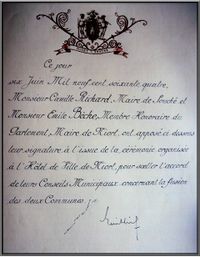 Ce jour
six Juin Mil neuf cent soixante quatre,
Monsieur Camille Richard, Maire de Souché et
Monsieur Emile Bèche, Membre Honoraire du
Parlement, Maire de Niort, ont apposé ci dessous
leur signature à l'issue de la cérémonie organisée
à l'Hôtel de Ville de Niort, pour sceller l'accord
de leurs Conseils Municipaux concernant la fusion
des deux Communes.